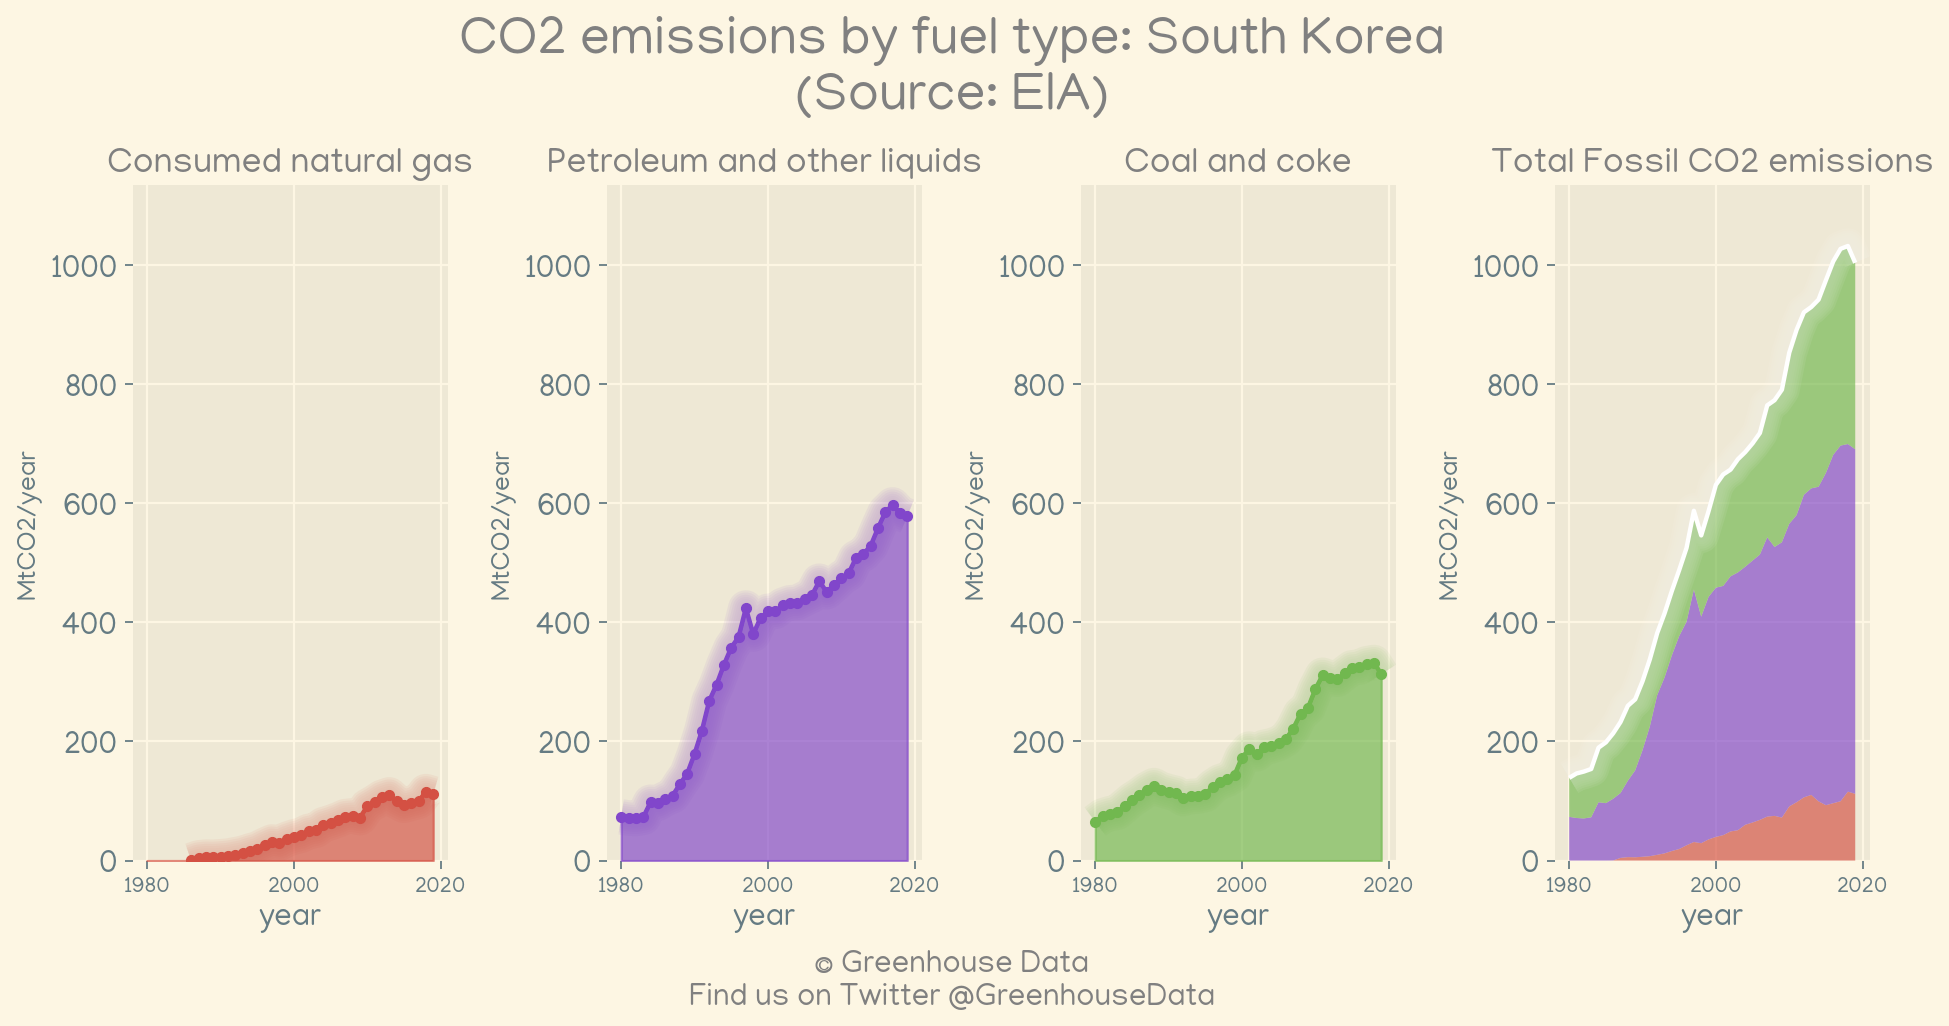 CO2 emissions by fuel type: South Korea
(Source: EIA)
Consumed natural gas
Petroleum and other liquids
Coal and coke
Total Fossil CO2 emissions
MtCO2/year
1000
800
600
400
200
0
1980
2000
2020
year
MtCO2/year
1000
800
600
400
200
0
1980
2000
2020
year
MtCO2/year
1000
800
600
400
200
0
1980
2000
2020
year
MtCO2/year
1000
800
600
400
200
0
1980
2000
2020
year
© Greenhouse Data
Find us on Twitter @GreenhouseData